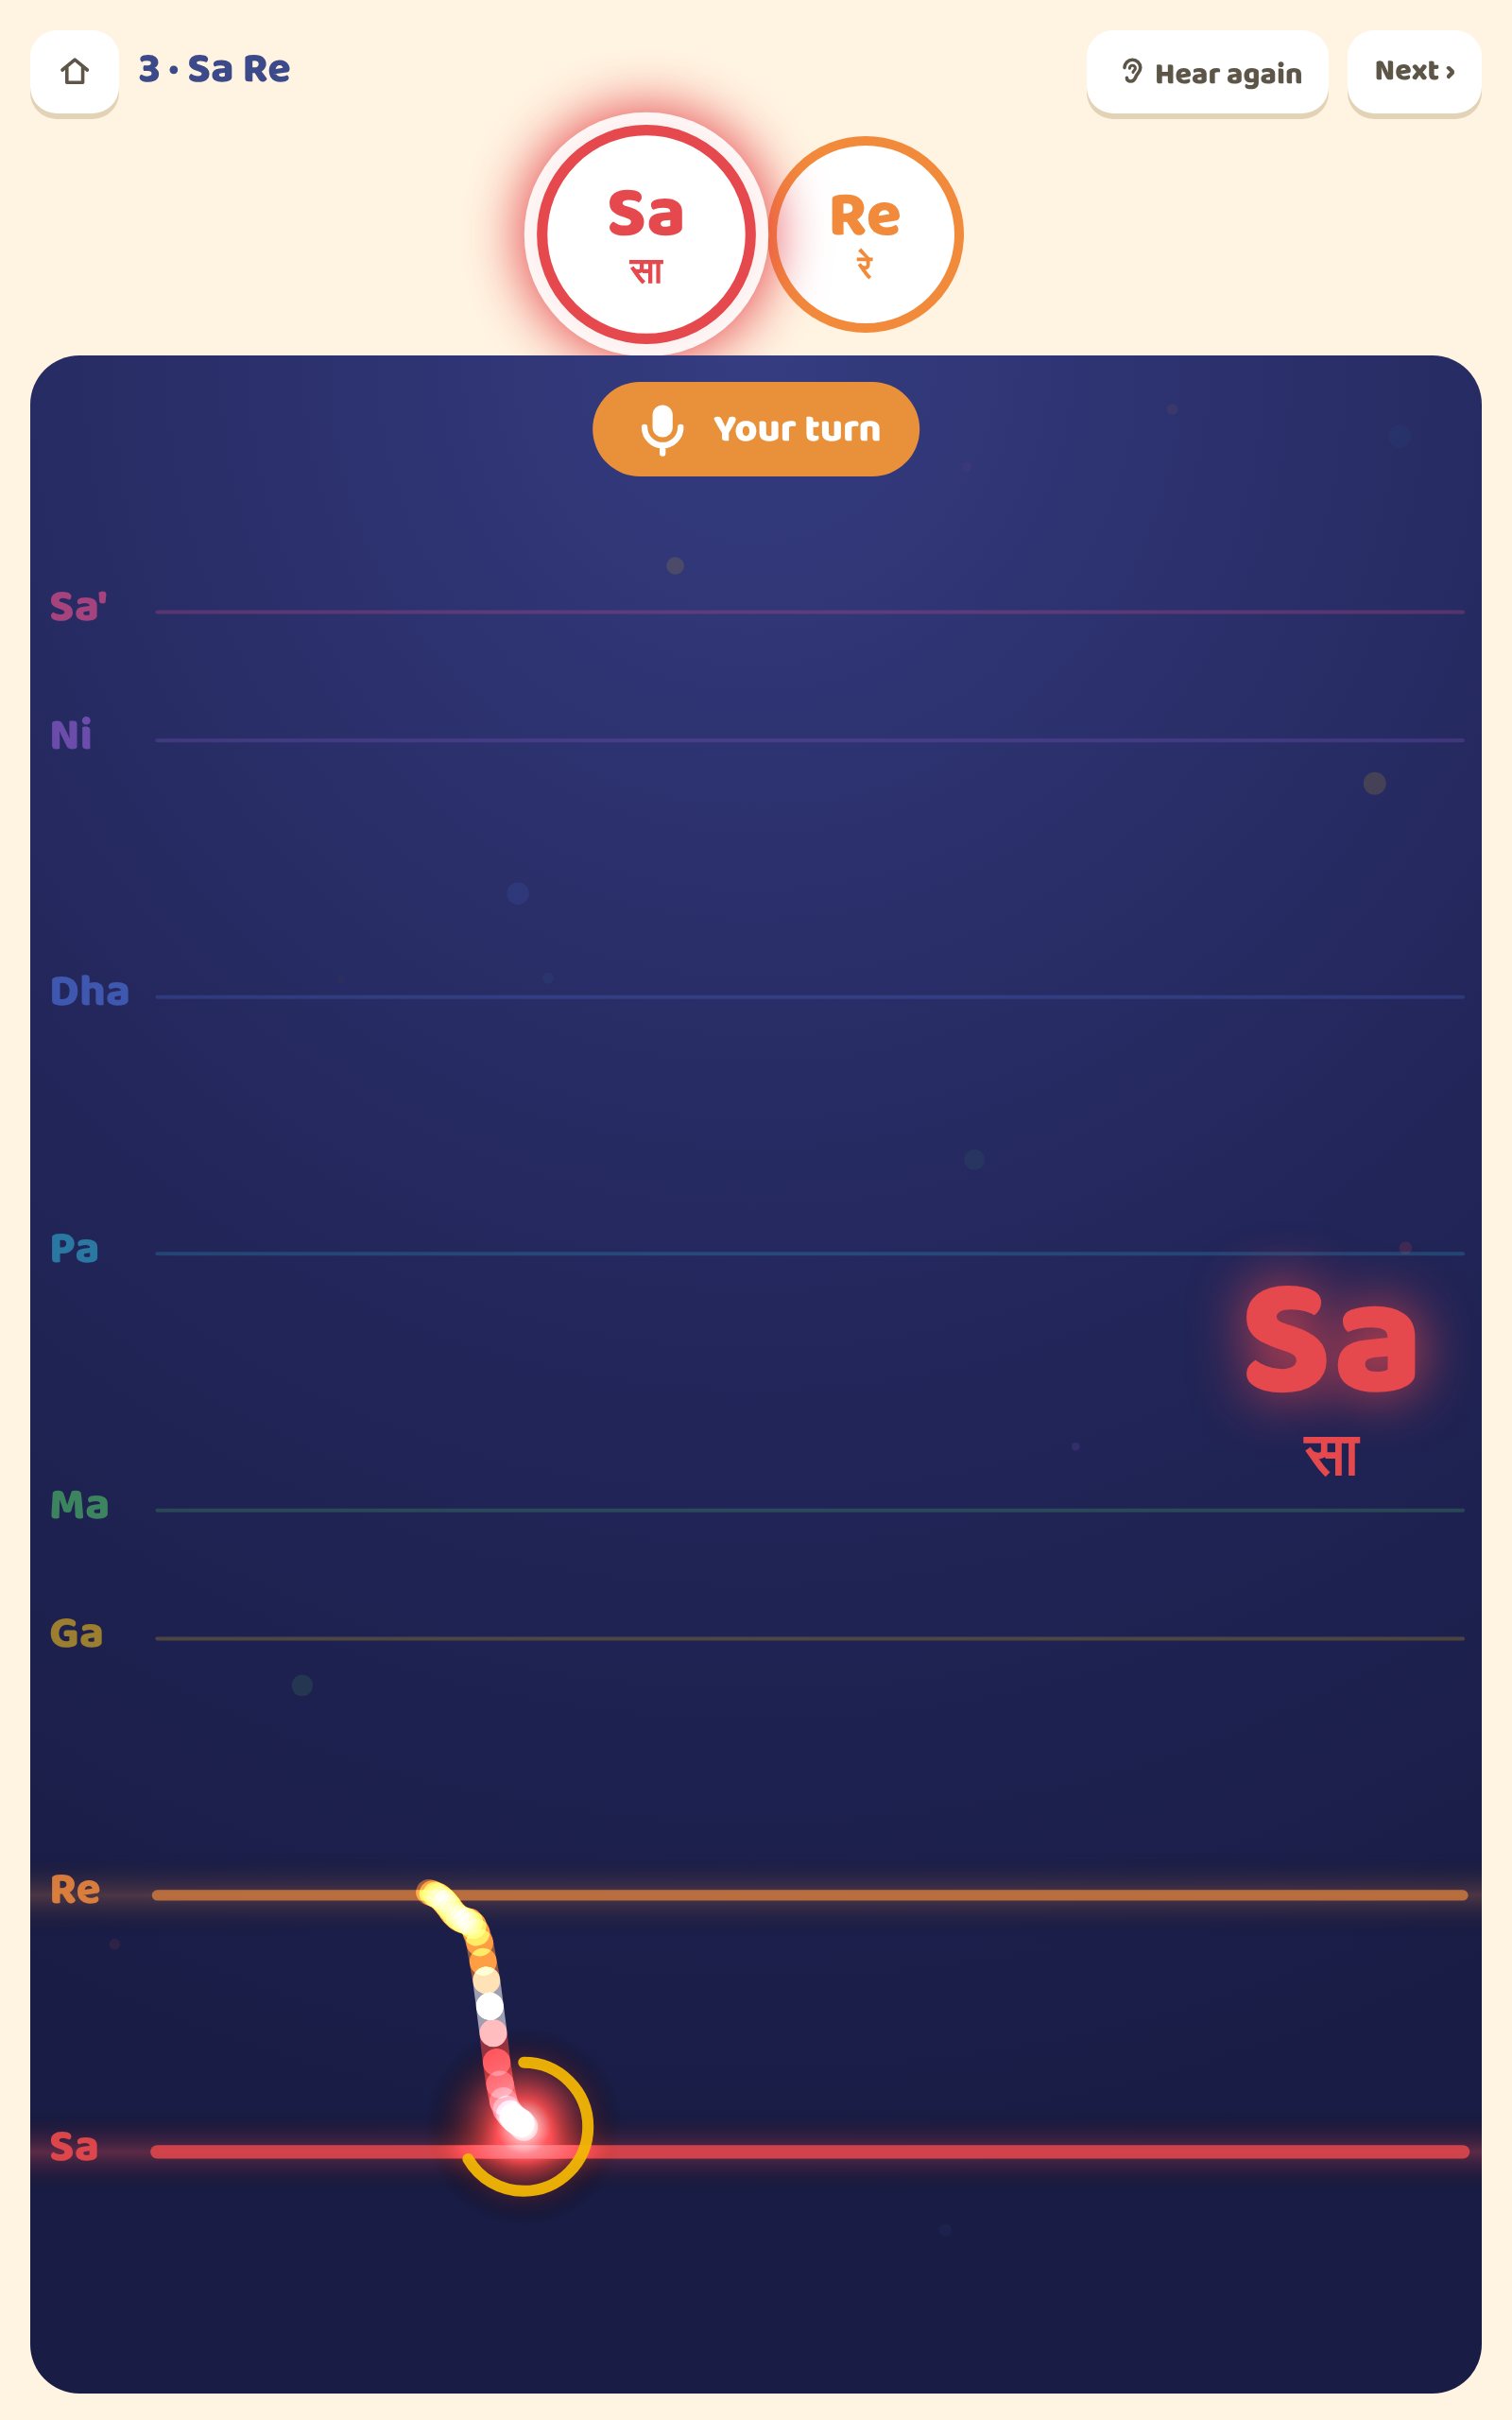 3 · Sa Re
Hear again
Next ›
Sa
सा
Re
रे
Your turn
Sa'
Ni
Dha
Pa
Sa
सा
Ma
Ga
Re
Sa